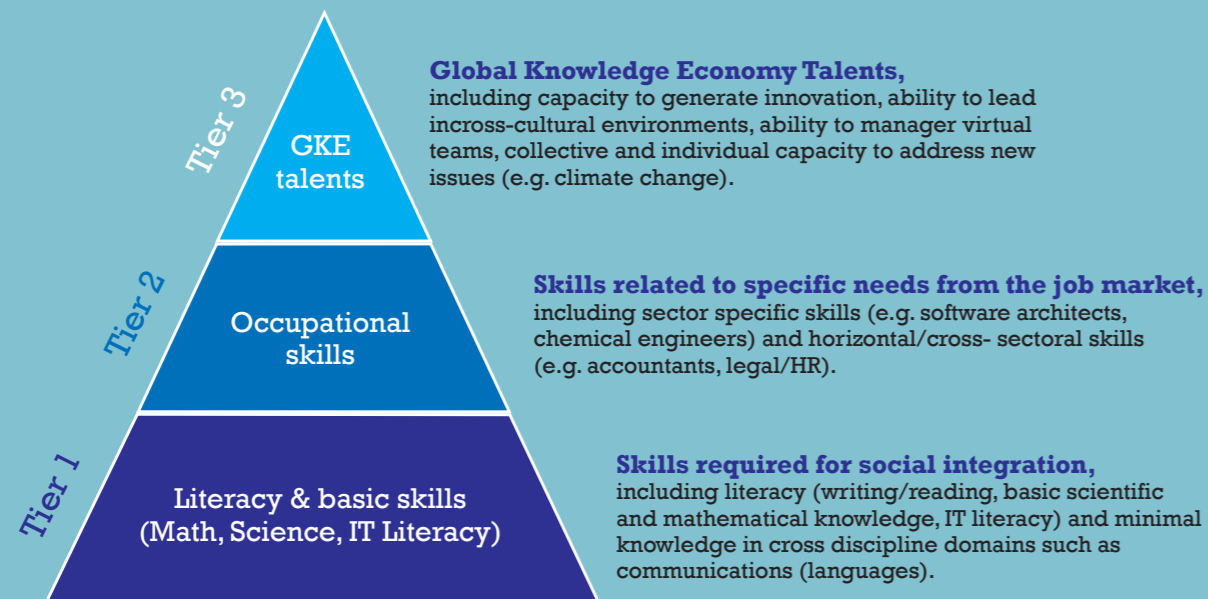 Tier 3
GKE
talents
Global Knowledge Economy Talents,
including capacity to generate innovation, ability to lead
incross-cultural environments, ability to manager virtual
teams, collective and individual capacity to address new
issues (e.g. climate change).
Tier 2
Occupational
skills
Skills related to specific needs from the job market,
including sector specific skills (e.g. software architects,
chemical engineers) and horizontal/cross- sectoral skills
(e.g. accountants, legal/HR).
Tier 1
Literacy & basic skills
(Math, Science, IT Literacy)
Skills required for social integration,
including literacy (writing/reading, basic scientific
and mathematical knowledge, IT literacy) and minimal
knowledge in cross discipline domains such as
communications (languages).